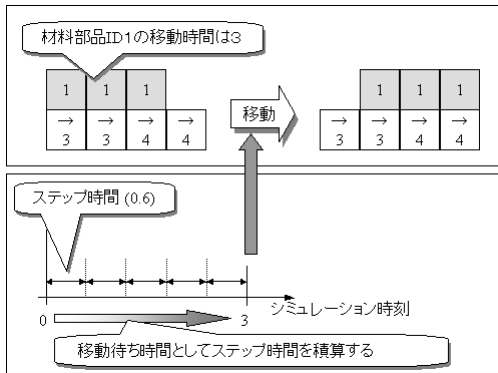 材料部品ID1の移動時間は3
1 1 1
→ → → →
3 3 4 4
移動
1 1 1
→ → → →
3 3 4 4
ステップ時間 (0.6)
シミュレーション時刻
0 3
移動待ち時間としてステップ時間を積算する